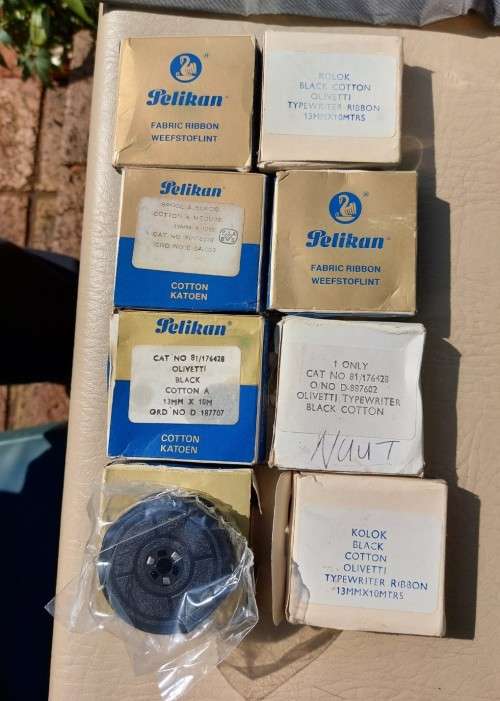 Pelikan
FABRIC RIBBON
WEEFSTOFLINT
KOLOK
BLACK COTTON
OLIVETTI
TYPEWRITER RIBBON
13MMX10MTRS
Pelikan
COTTON
KATOEN
Pelikan
FABRIC RIBBON
WEEFSTOFLINT
Pelikan
CAT NO 81/176428
OLIVETTI
BLACK
COTTON A
13MM X 10M
ORD NO D 187707
COTTON
KATOEN
1 ONLY
CAT NO 81/176428
O.NO D-887602
OLIVETTI TYPEWRITER
BLACK COTTON
KOLOK
BLACK
COTTON
OLIVETTI
TYPEWRITER RIBBON
13MMX10MTRS